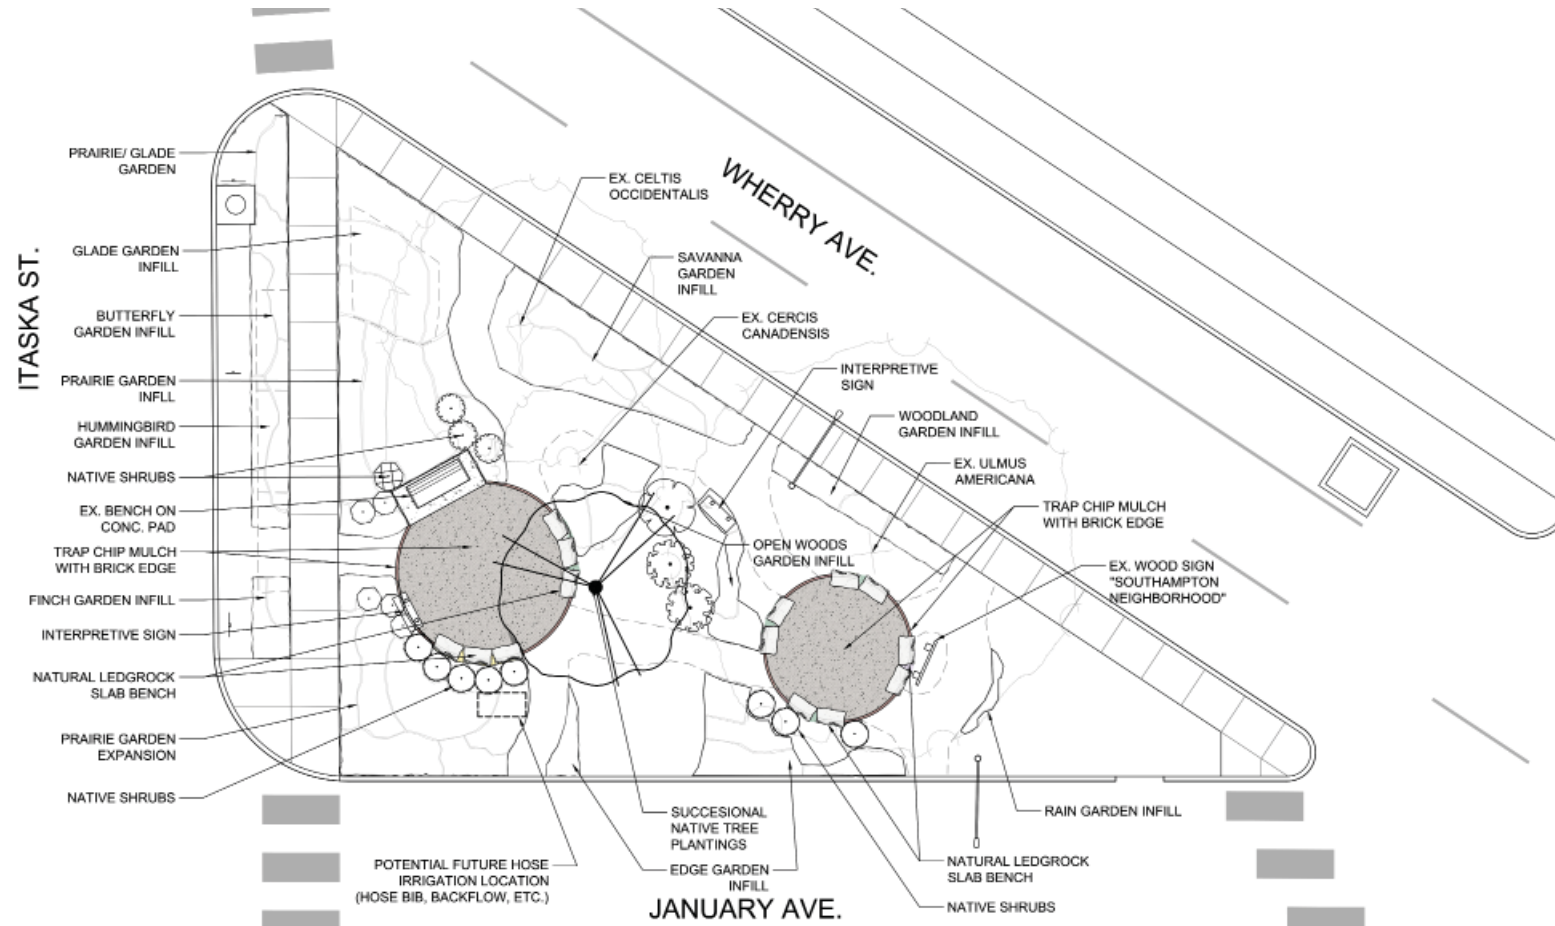 PRAIRIE/ GLADE
GARDEN
GLADE GARDEN
INFILL
BUTTERFLY
GARDEN INFILL
PRAIRIE GARDEN
INFLL
HUMMINGBIRD
GARDEN INFILL
NATIVE SHRUBS
EX. BENCH ON
CONC. PAD
TRAP CHIP MULCH
WITH BRICK EDGE
FINCH GARDEN INFILL
INTERPRETIVE SIGN
NATURAL LEDGROCK
SLAB BENCH
PRAIRIE GARDEN
EXPANSION
NATIVE SHRUBS
ITASKA ST.
EX. CELTIS
OCCIDENTALIS
SAVANNA
GARDEN
INFILL
EX. CERCIS
CANADENSIS
WHERRY AVE.
INTERPRETIVE
SIGN
WOODLAND
GARDEN INFILL
EX. ULMUS
AMERICANA
TRAP CHIP MULCH
WITH BRICK EDGE
OPEN WOODS
GARDEN INFILL
EX. WOOD SIGN
"SOUTHAMPTON
NEIGHBORHOOD"
RAIN GARDEN INFILL
SUCCESIONAL
NATIVE TREE
PLANTINGS
POTENTIAL FUTURE HOSE
IRRIGATION LOCATION
(HOSE BIB, BACKFLOW, ETC.)
EDGE GARDEN
INFILL
NATURAL LEDGROCK
SLAB BENCH
NATIVE SHRUBS
JANUARY AVE.